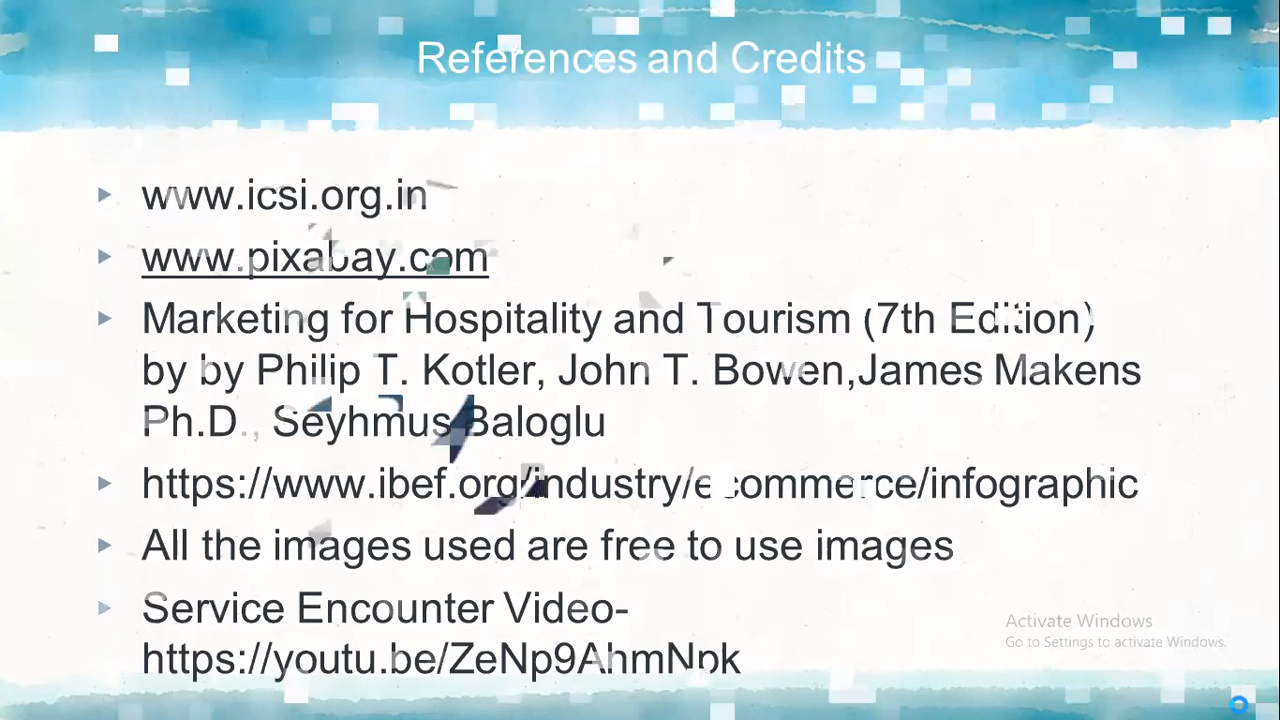 References and Credits
www.icsi.org.in
www.pixabay.com
Marketing for Hospitality and Tourism (7th Edition)
by by Philip T. Kotler, John T. Bowen,James Makens
Ph.D., Seyhmus Baloglu
https://www.ibef.org/industry/ecommerce/infographic
All the images used are free to use images
Service Encounter Video-
https://youtu.be/ZeNp9AhmNpk
Activate Windows
Go to Settings to activate Windows.